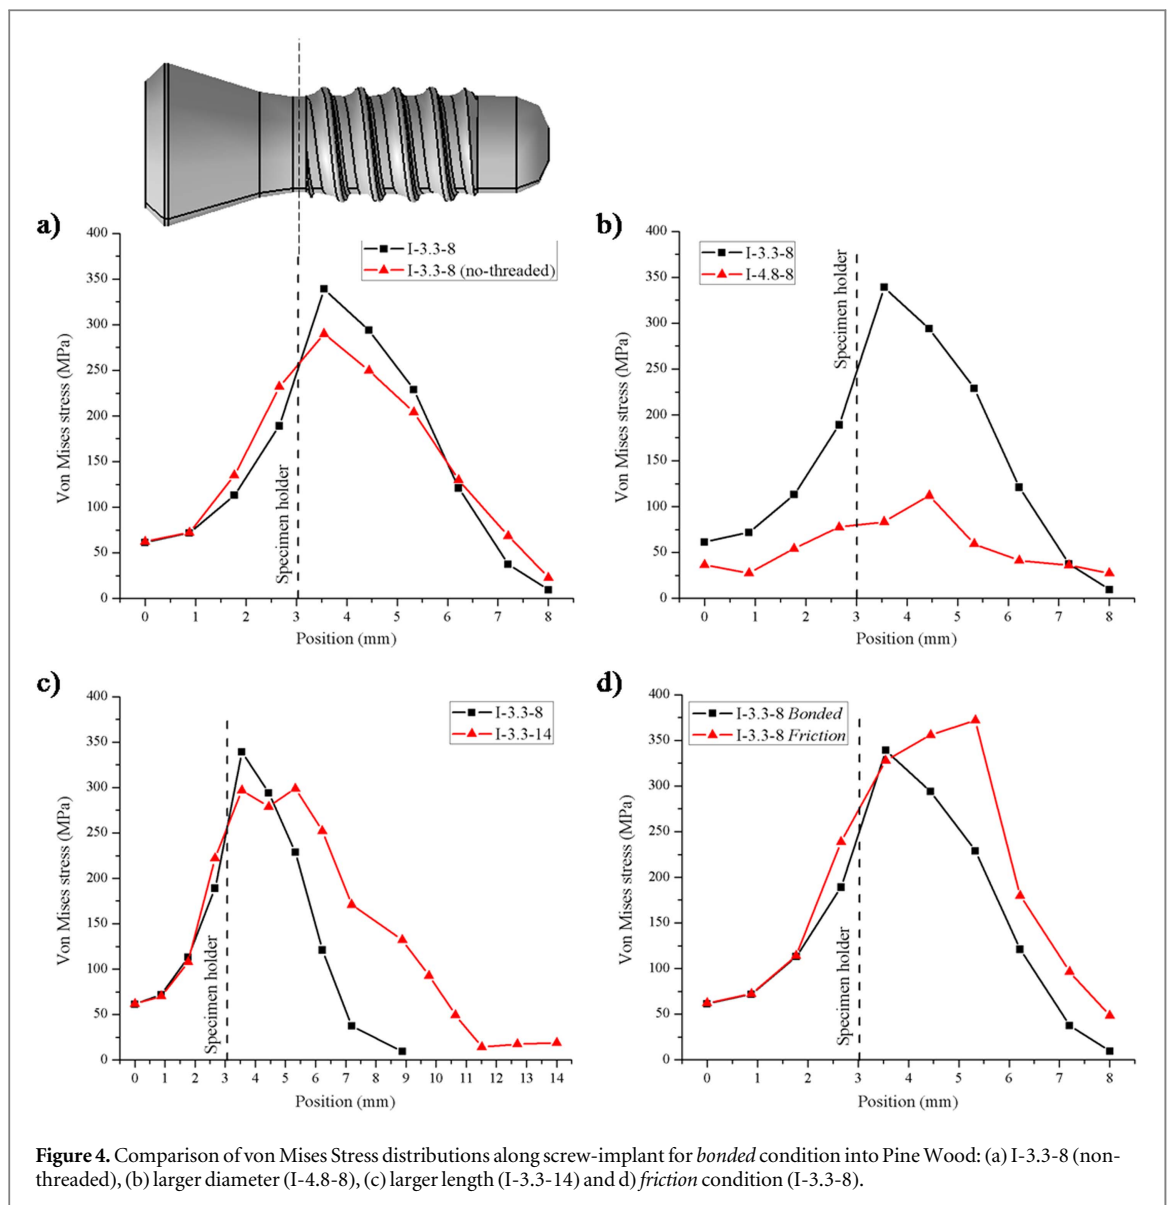 a)
400
350
300
250
200
150
100
50
0
Von Mises stress (MPa)
I-3.3-8
I-3.3-8 (no-threaded)
Specimen holder
0 1 2 3 4 5 6 7 8
Position (mm)
b)
400
350
300
250
200
150
100
50
0
Von Mises stress (MPa)
I-3.3-8
I-4.8-8
Specimen holder
0 1 2 3 4 5 6 7 8
Position (mm)
c)
400
350
300
250
200
150
100
50
0
Von Mises stress (MPa)
I-3.3-8
I-3.3-14
Specimen holder
0 1 2 3 4 5 6 7 8 9 10 11 12 13 14
Position (mm)
d)
400
350
300
250
200
150
100
50
0
Von Mises stress (MPa)
I-3.3-8 Bonded
I-3.3-8 Friction
Specimen holder
0 1 2 3 4 5 6 7 8
Position (mm)
Figure 4. Comparison of von Mises Stress distributions along screw-implant for bonded condition into Pine Wood: (a) I-3.3-8 (non-
threaded), (b) larger diameter (I-4.8-8), (c) larger length (I-3.3-14) and d) friction condition (I-3.3-8).